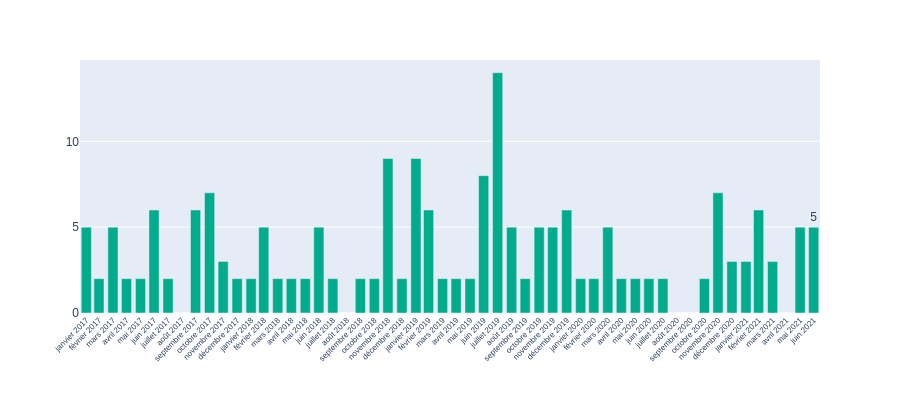 10
5
0
5
janvier 2017
février 2017
mars 2017
avril 2017
mai 2017
juin 2017
juillet 2017
août 2017
septembre 2017
octobre 2017
novembre 2017
décembre 2017
janvier 2018
février 2018
mars 2018
avril 2018
mai 2018
juin 2018
juillet 2018
août 2018
septembre 2018
octobre 2018
novembre 2018
décembre 2018
janvier 2019
février 2019
mars 2019
avril 2019
mai 2019
juin 2019
juillet 2019
août 2019
septembre 2019
octobre 2019
novembre 2019
décembre 2019
janvier 2020
février 2020
mars 2020
avril 2020
mai 2020
juin 2020
juillet 2020
août 2020
septembre 2020
octobre 2020
novembre 2020
décembre 2020
janvier 2021
février 2021
mars 2021
avril 2021
mai 2021
juin 2021